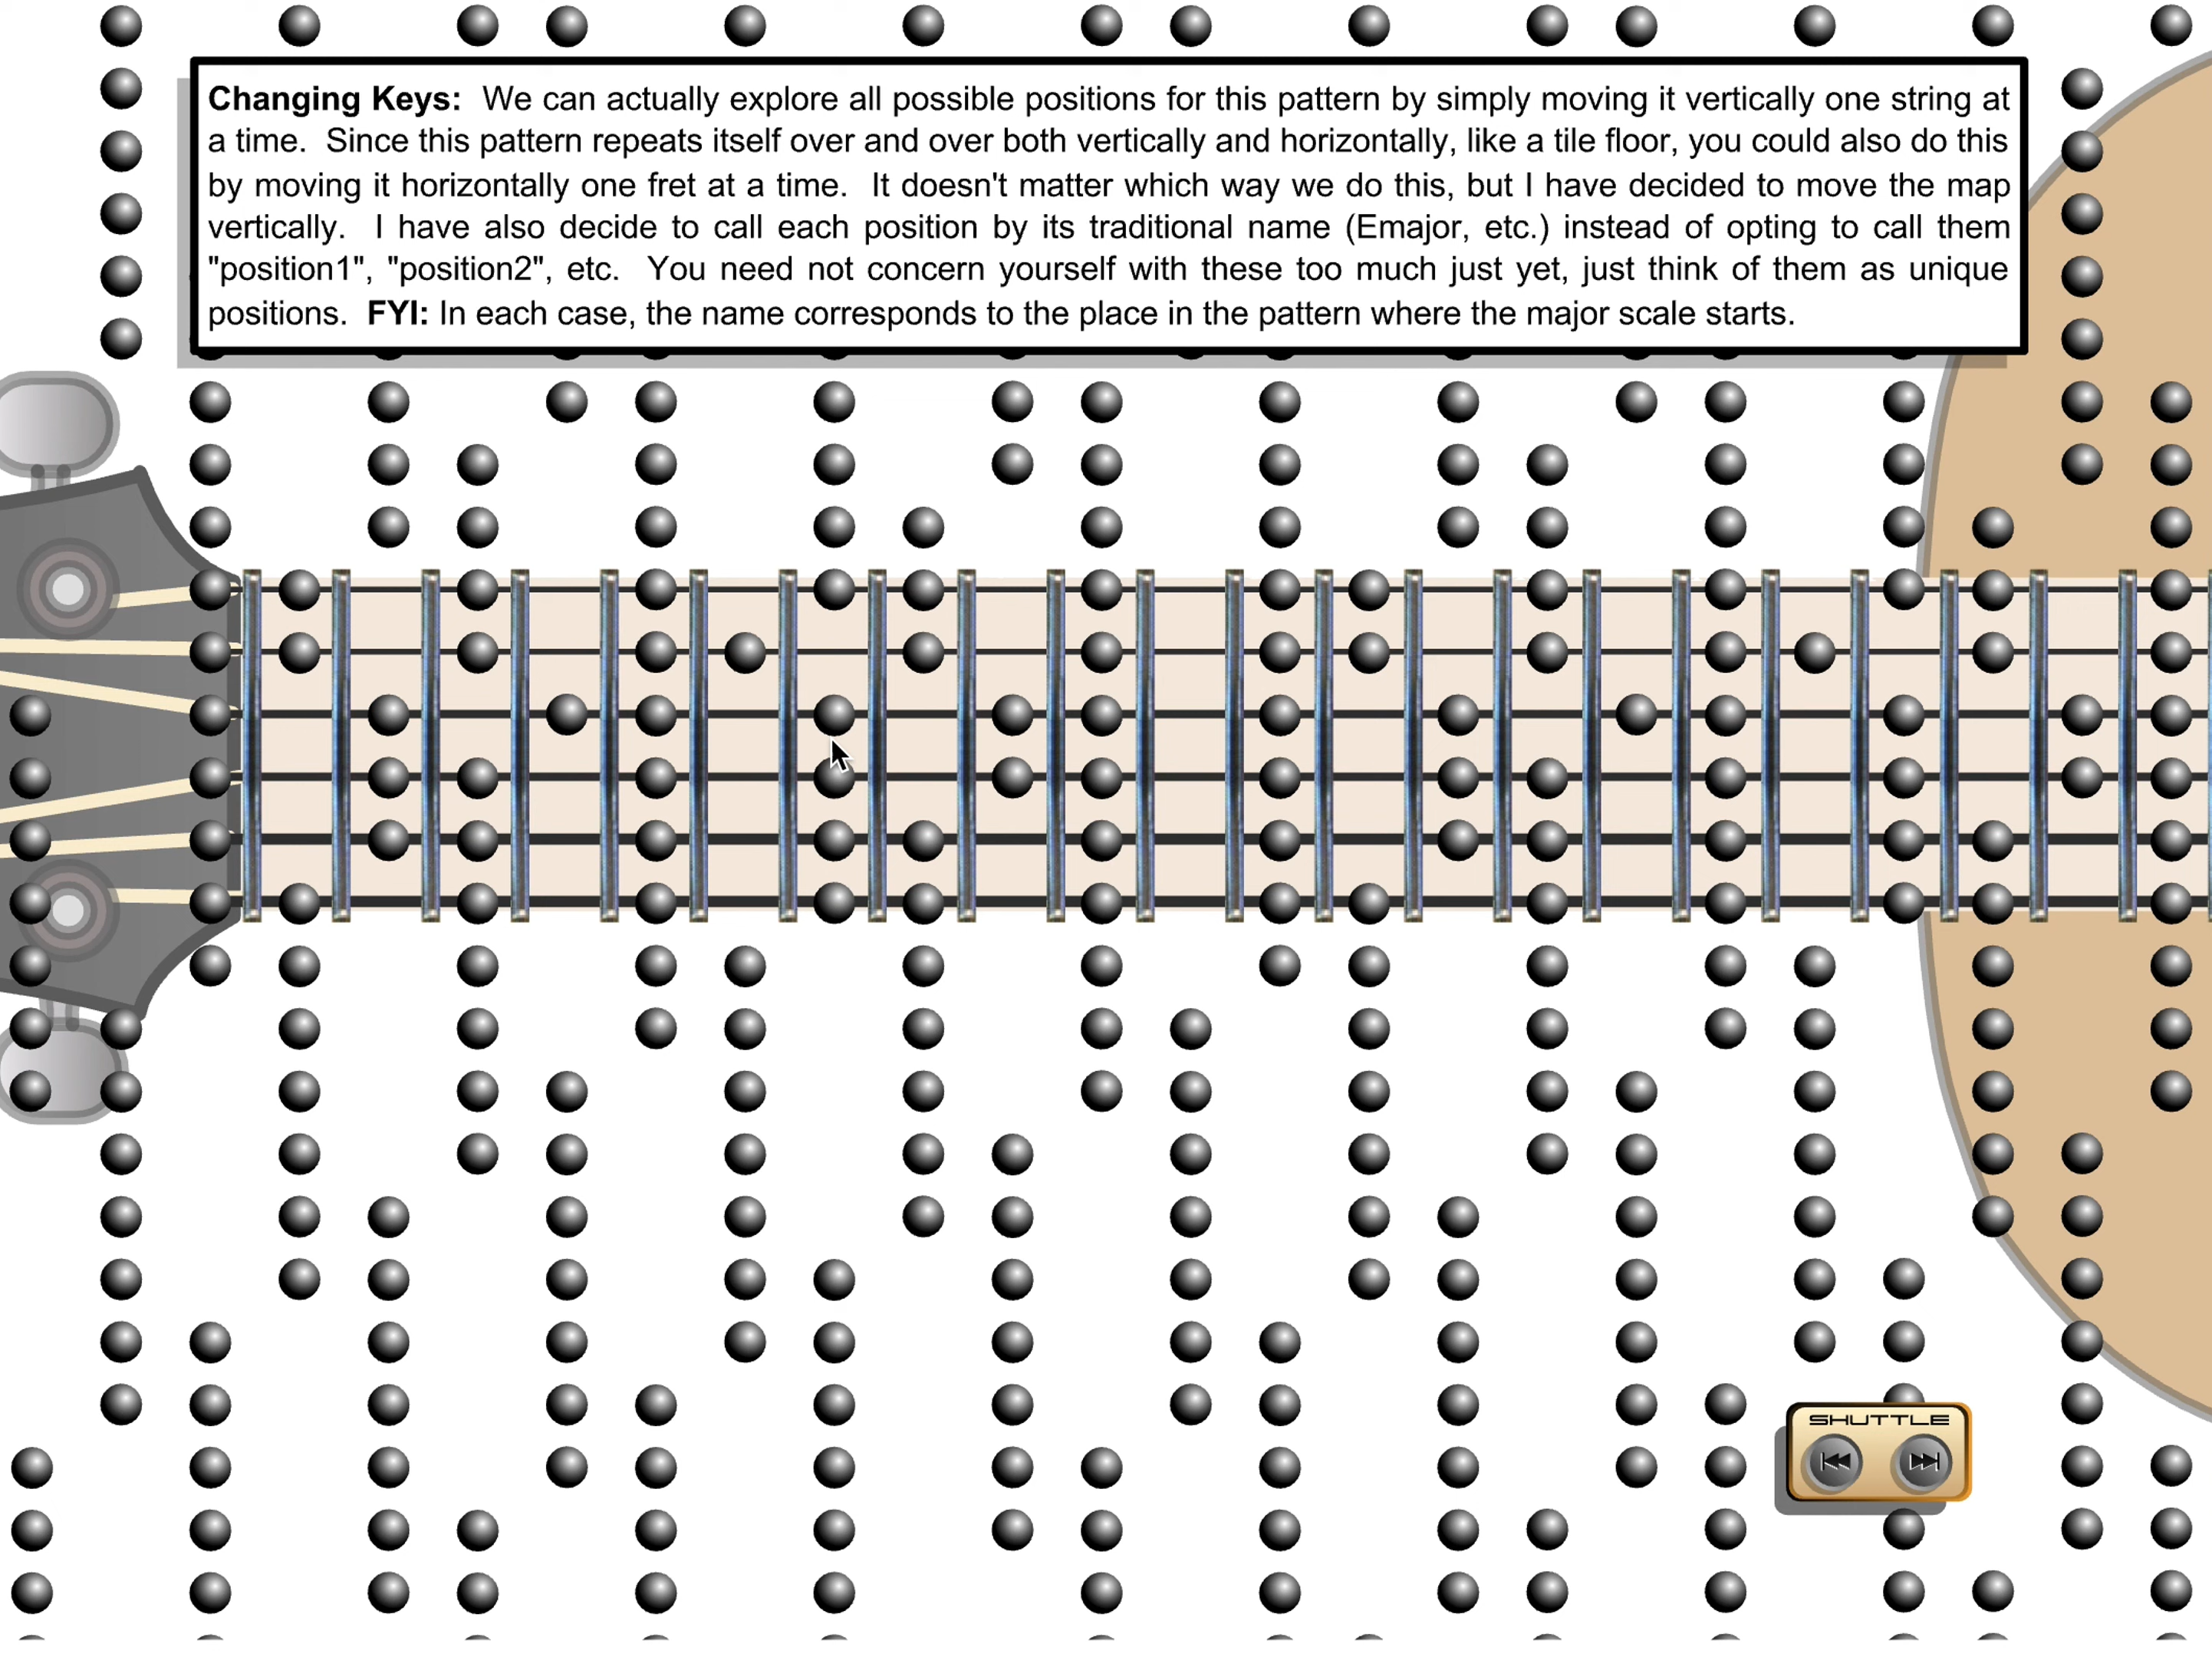 Changing Keys: We can actually explore all possible positions for this pattern by simply moving it vertically one string at
a time. Since this pattern repeats itself over and over both vertically and horizontally, like a tile floor, you could also do this
by moving it horizontally one fret at a time. It doesn't matter which way we do this, but I have decided to move the map
vertically. I have also decide to call each position by its traditional name (Emajor, etc.) instead of opting to call them
"position1", "position2", etc. You need not concern yourself with these too much just yet, just think of them as unique
positions. FYI: In each case, the name corresponds to the place in the pattern where the major scale starts.
SHUTTLE